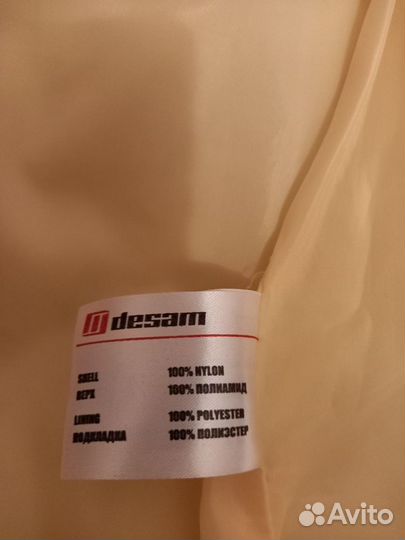 desam
SHELL 100% NYLON
ВЕРХ 100% ПОЛИАМИД
LINING 100% POLYESTER
ПОДКЛАДКА 100% ПОЛИЭСТЕР
Avito